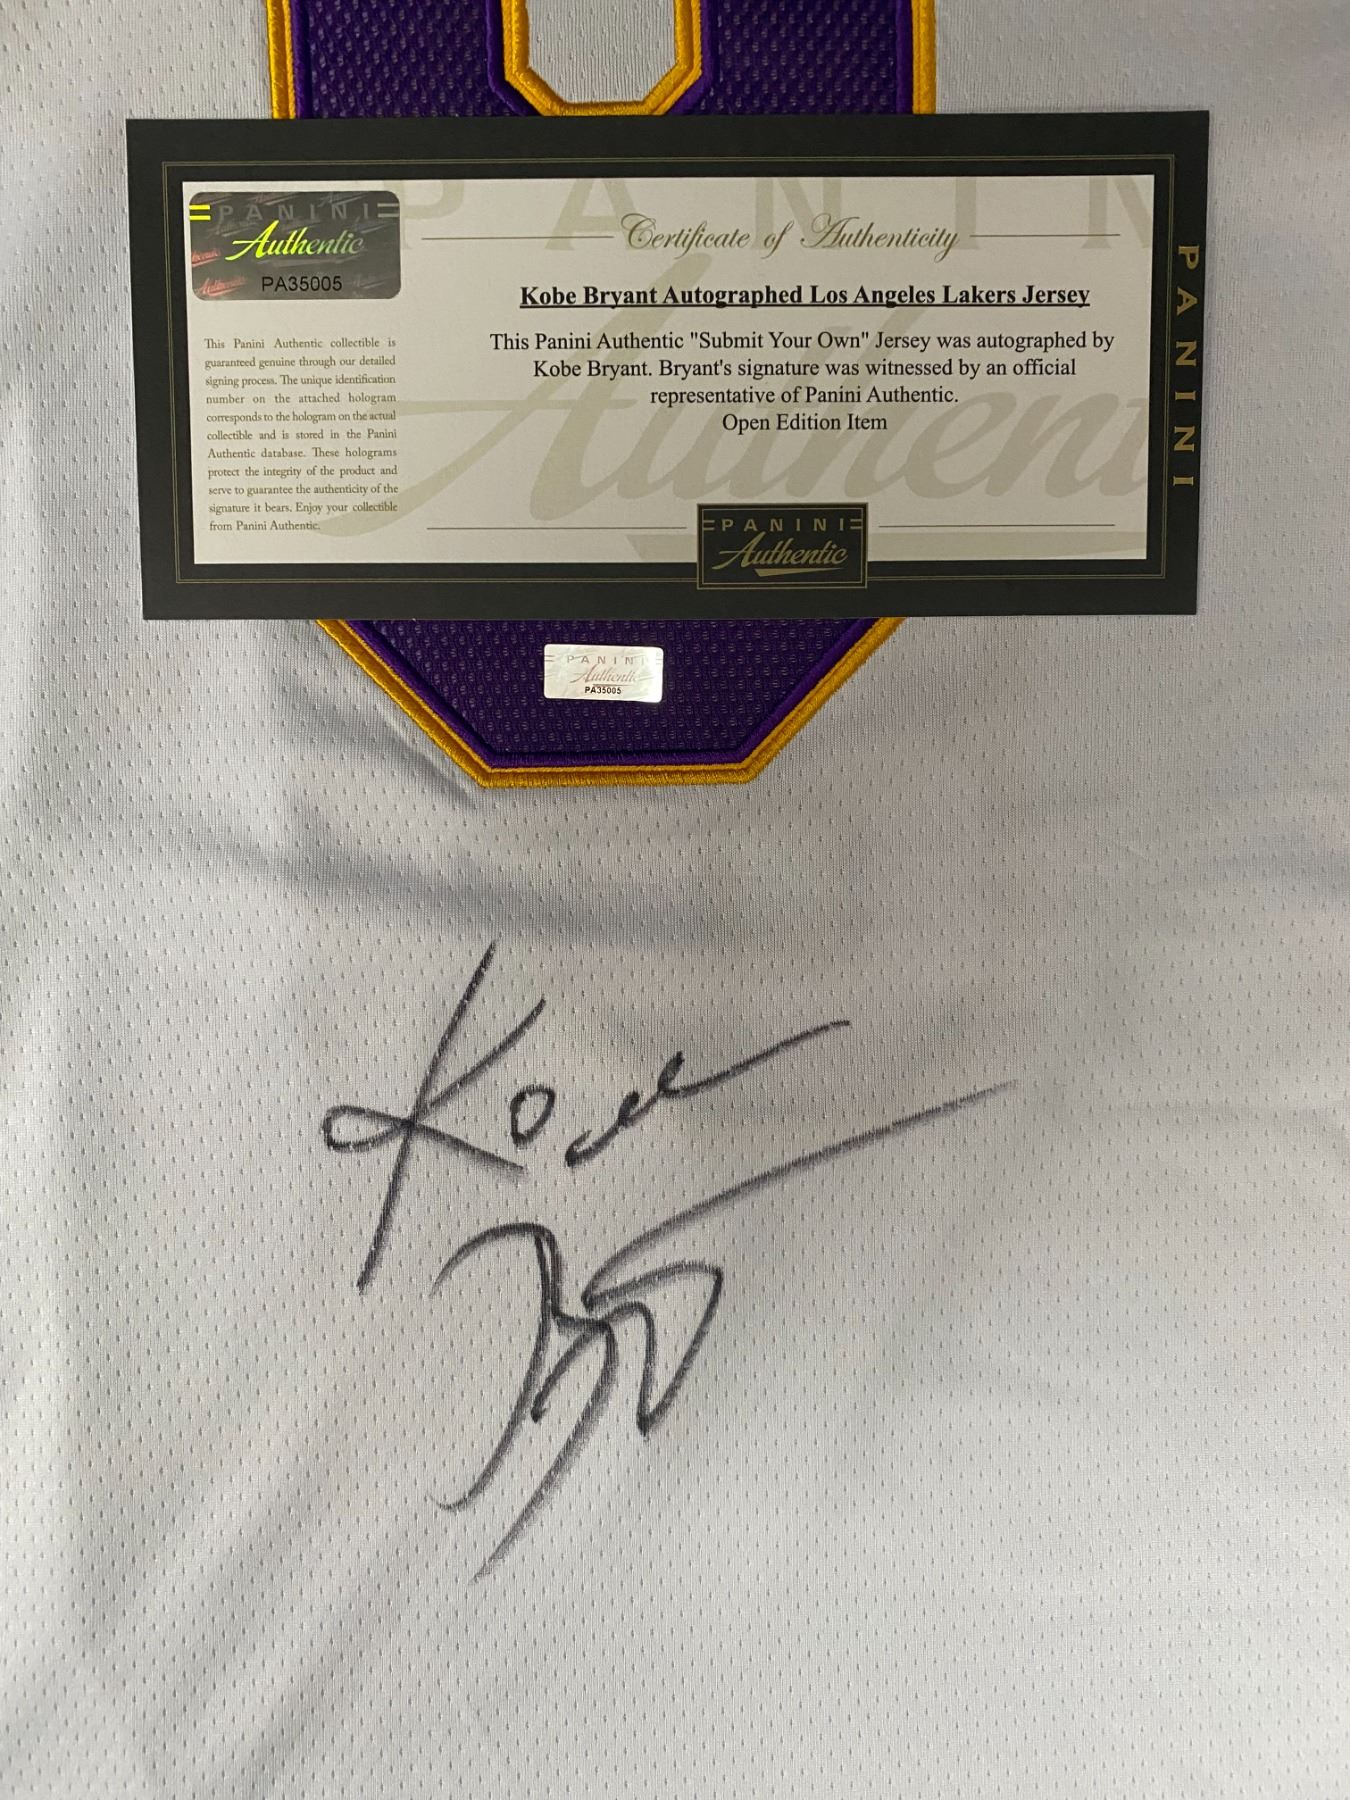 PANINI
Authentic
PA35005
This Panini Authentic collectible is
guaranteed genuine through our detailed
signing process. The unique identification
number on the attached hologram
corresponds to the hologram on the actual
collectible and is stored in the Panini
Authentic database. These holograms
protect the integrity of the product and
serve to guarantee the authenticity of the
signature it bears. Enjoy your collectible
from Panini Authentic.
PANIN
Authent
Certificate of Authenticity
Kobe Bryant Autographed Los Angeles Lakers Jersey
This Panini Authentic "Submit Your Own" Jersey was autographed by
Kobe Bryant. Bryant's signature was witnessed by an official
representative of Panini Authentic.
Open Edition Item
PANINI
Authentic
PANINI
PANINI
Authentic
PA35005
Kobe